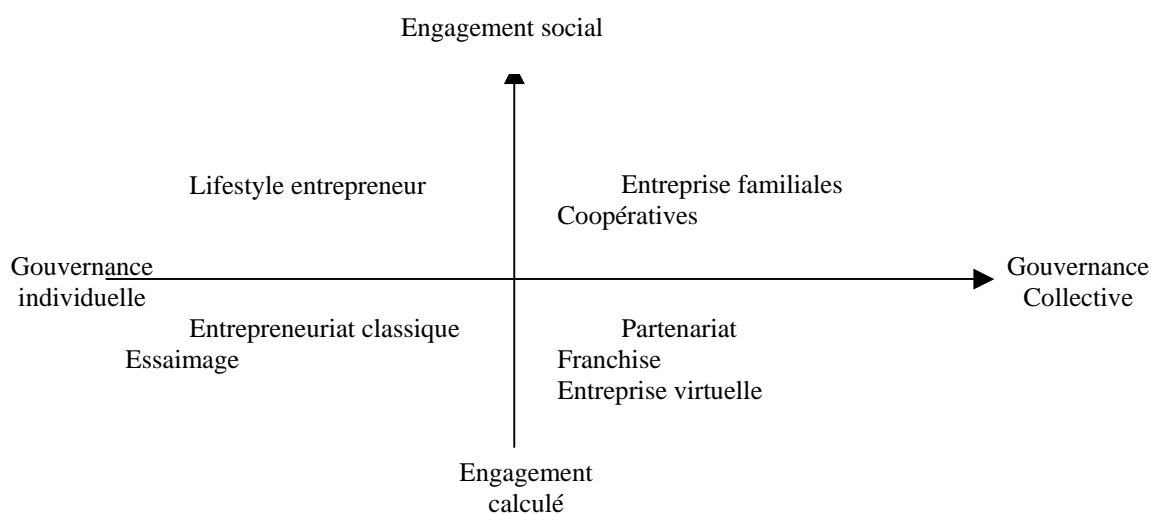 Engagement social
Lifestyle entrepreneur
Entreprise familiales
Coopératives
Gouvernance
individuelle
Gouvernance
Collective
Entrepreneuriat classique
Essaimage
Partenariat
Franchise
Entreprise virtuelle
Engagement
calculé